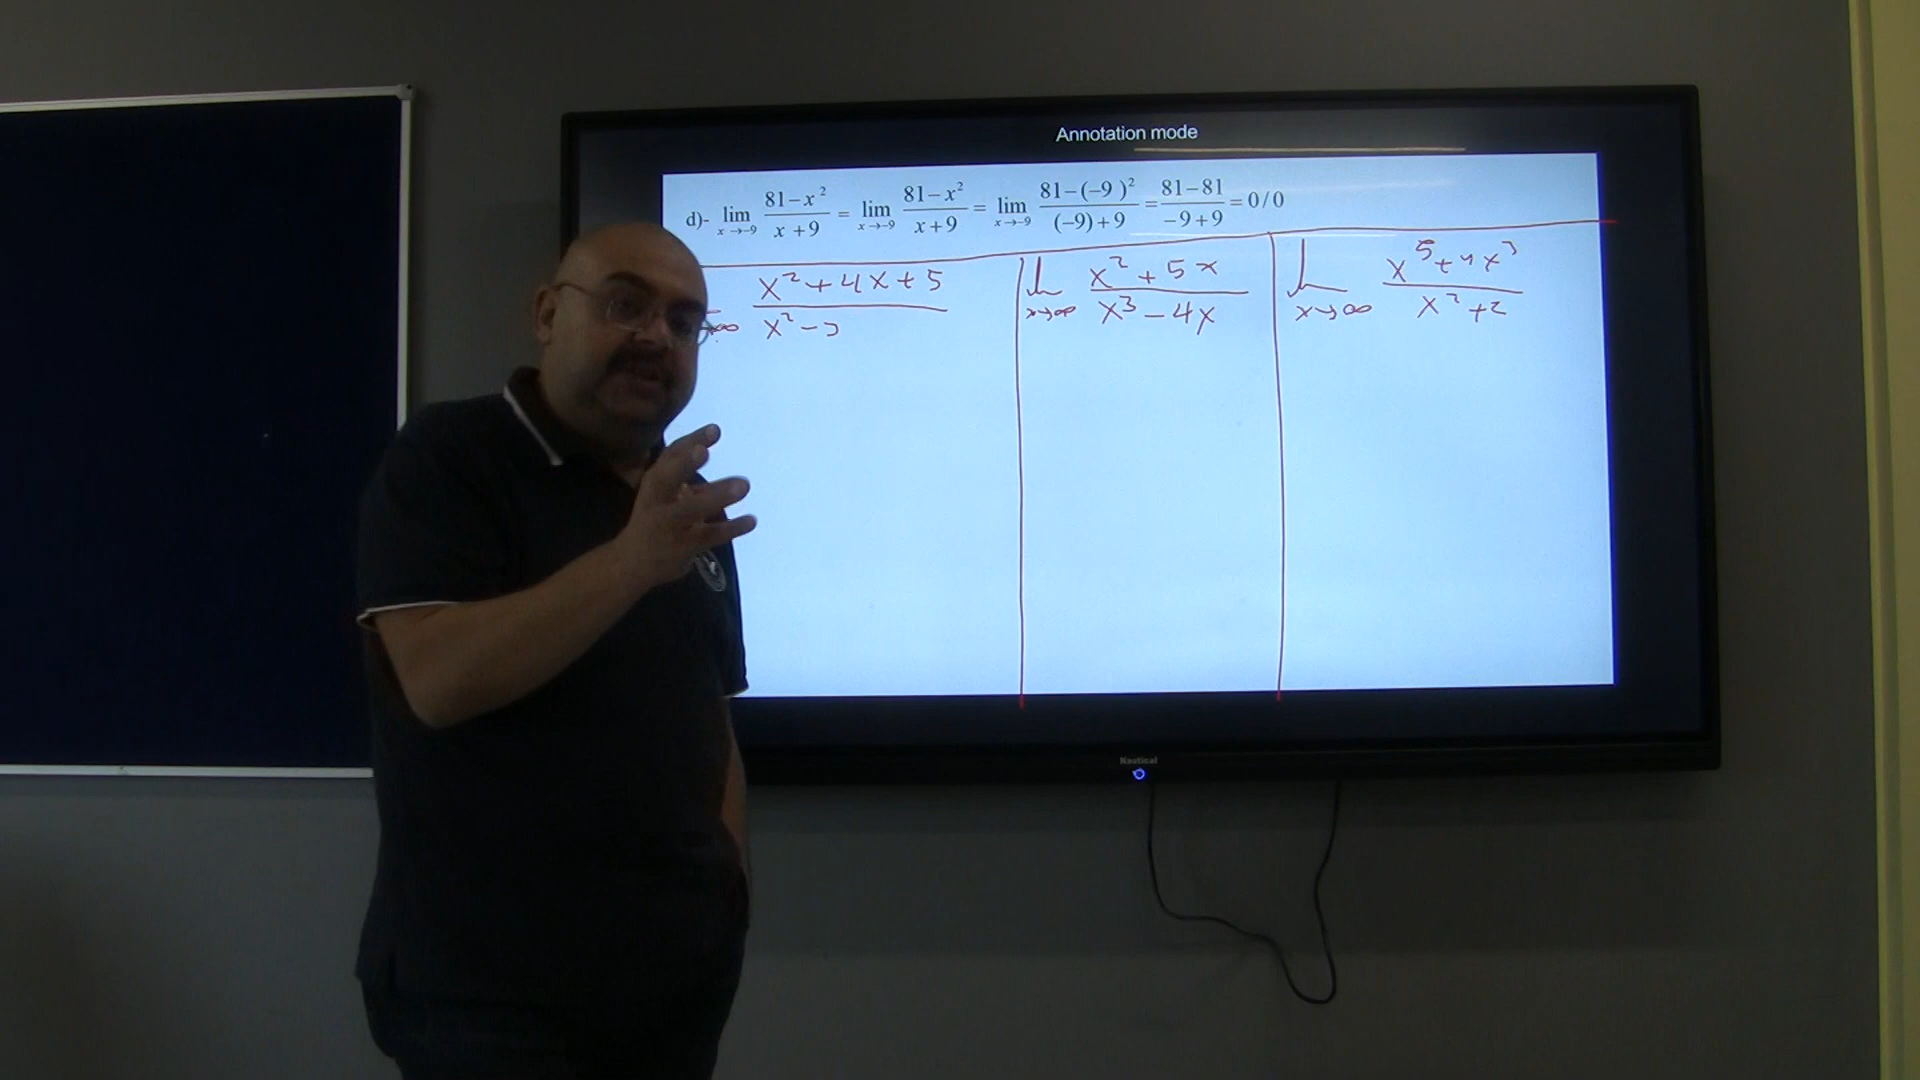 Annotation mode
d)- lim x→-9 (81-x²)/(x+9) = lim x→-9 (81-x²)/(x+9) = lim x→-9 (81-(-9)²)/((-9)+9) = (81-81)/(-9+9) = 0/0
∞ (x²+4x+5)/(x²-
lim x→∞ (x²+5x)/(x³-4x)
lim x→∞ (x⁵+4x³)/(x²+2)
Nautical